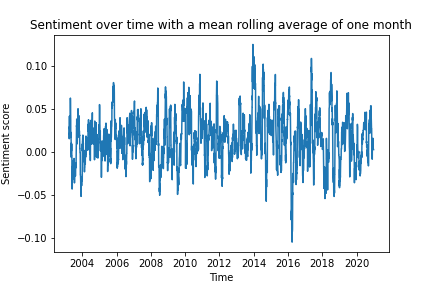 Sentiment over time with a mean rolling average of one month
Sentiment score
0.10
0.05
0.00
−0.05
−0.10
2004 2006 2008 2010 2012 2014 2016 2018 2020
Time